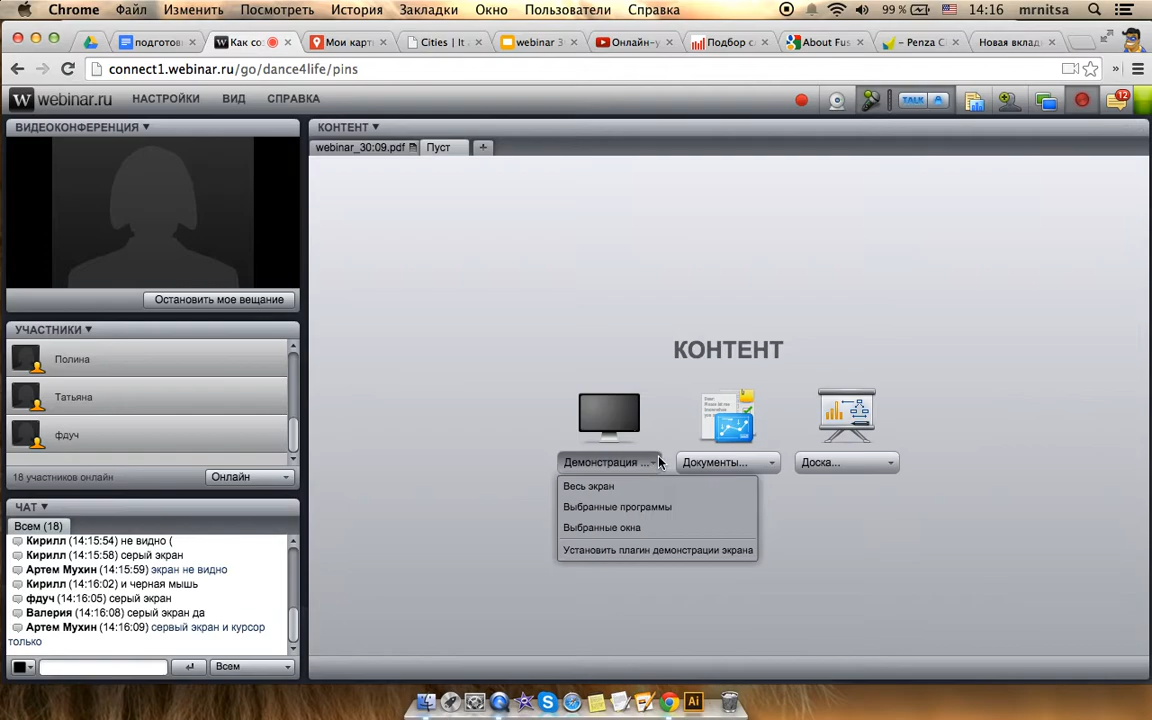 Chrome Файл Изменить Посмотреть История Закладки Окно Пользователи Справка 99 % 14:16 mrnitsa
подготов Как со Мои карт Cities | It webinar 3 Онлайн-у Подбор с About Fus – Penza C Новая вклад
connect1.webinar.ru/go/dance4life/pins »
W webinar.ru НАСТРОЙКИ ВИД СПРАВКА TALK A 12
ВИДЕОКОНФЕРЕНЦИЯ
КОНТЕНТ
webinar_30:09.pdf Пуст +
Остановить мое вещание
УЧАСТНИКИ
Полина
Татьяна
фдуч
18 участников онлайн Онлайн
ЧАТ
Всем (18)
Кирилл (14:15:54) не видно (
Кирилл (14:15:58) серый экран
Артем Мухин (14:15:59) экран не видно
Кирилл (14:16:02) и черная мышь
фдуч (14:16:05) серый экран
Валерия (14:16:08) серый экран да
Артем Мухин (14:16:09) сервый экран и курсор
только
Всем
КОНТЕНТ
Демонстрация ... Документы... Доска...
Весь экран
Выбранные программы
Выбранные окна
Установить плагин демонстрации экрана
Ai